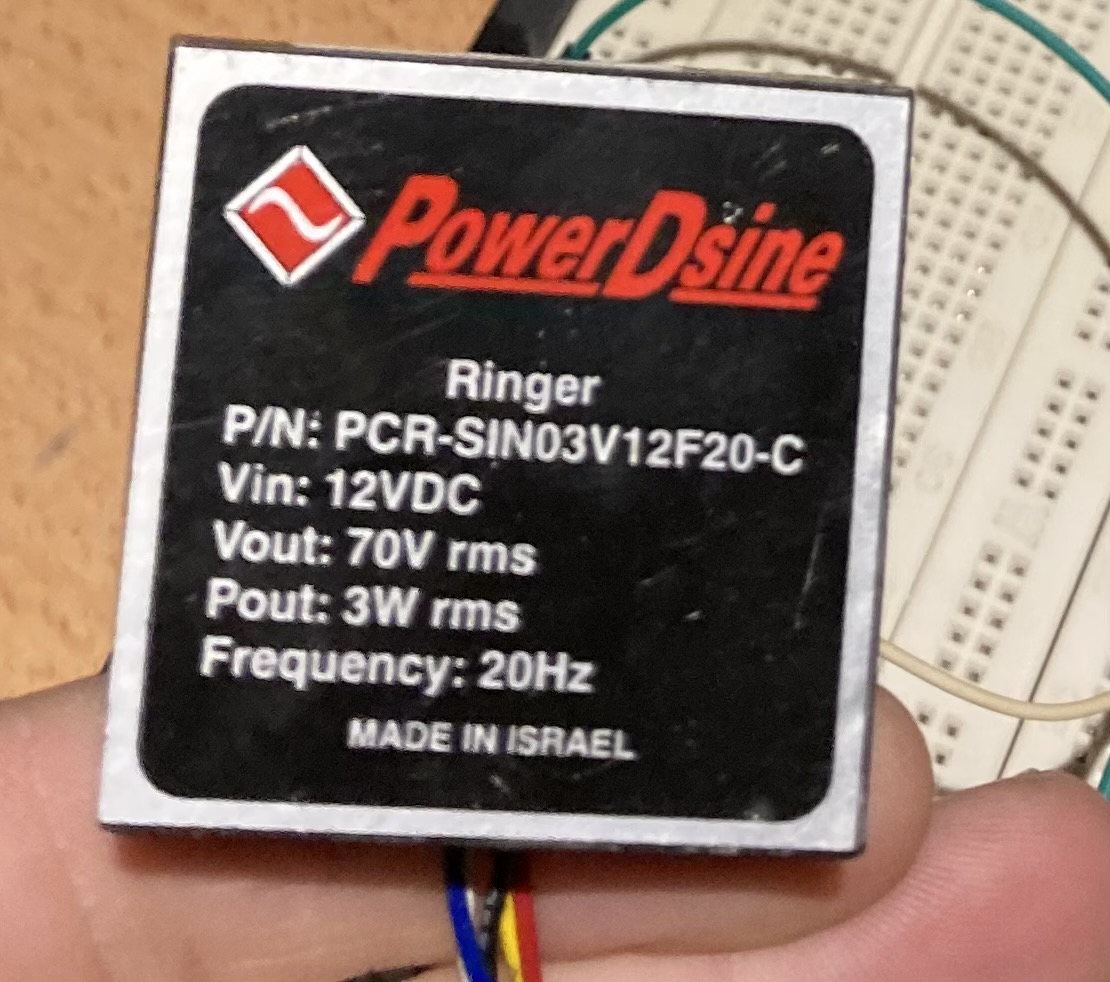 PowerDsine
Ringer
P/N: PCR-SIN03V12F20-C
Vin: 12VDC
Vout: 70V rms
Pout: 3W rms
Frequency: 20Hz
MADE IN ISRAEL